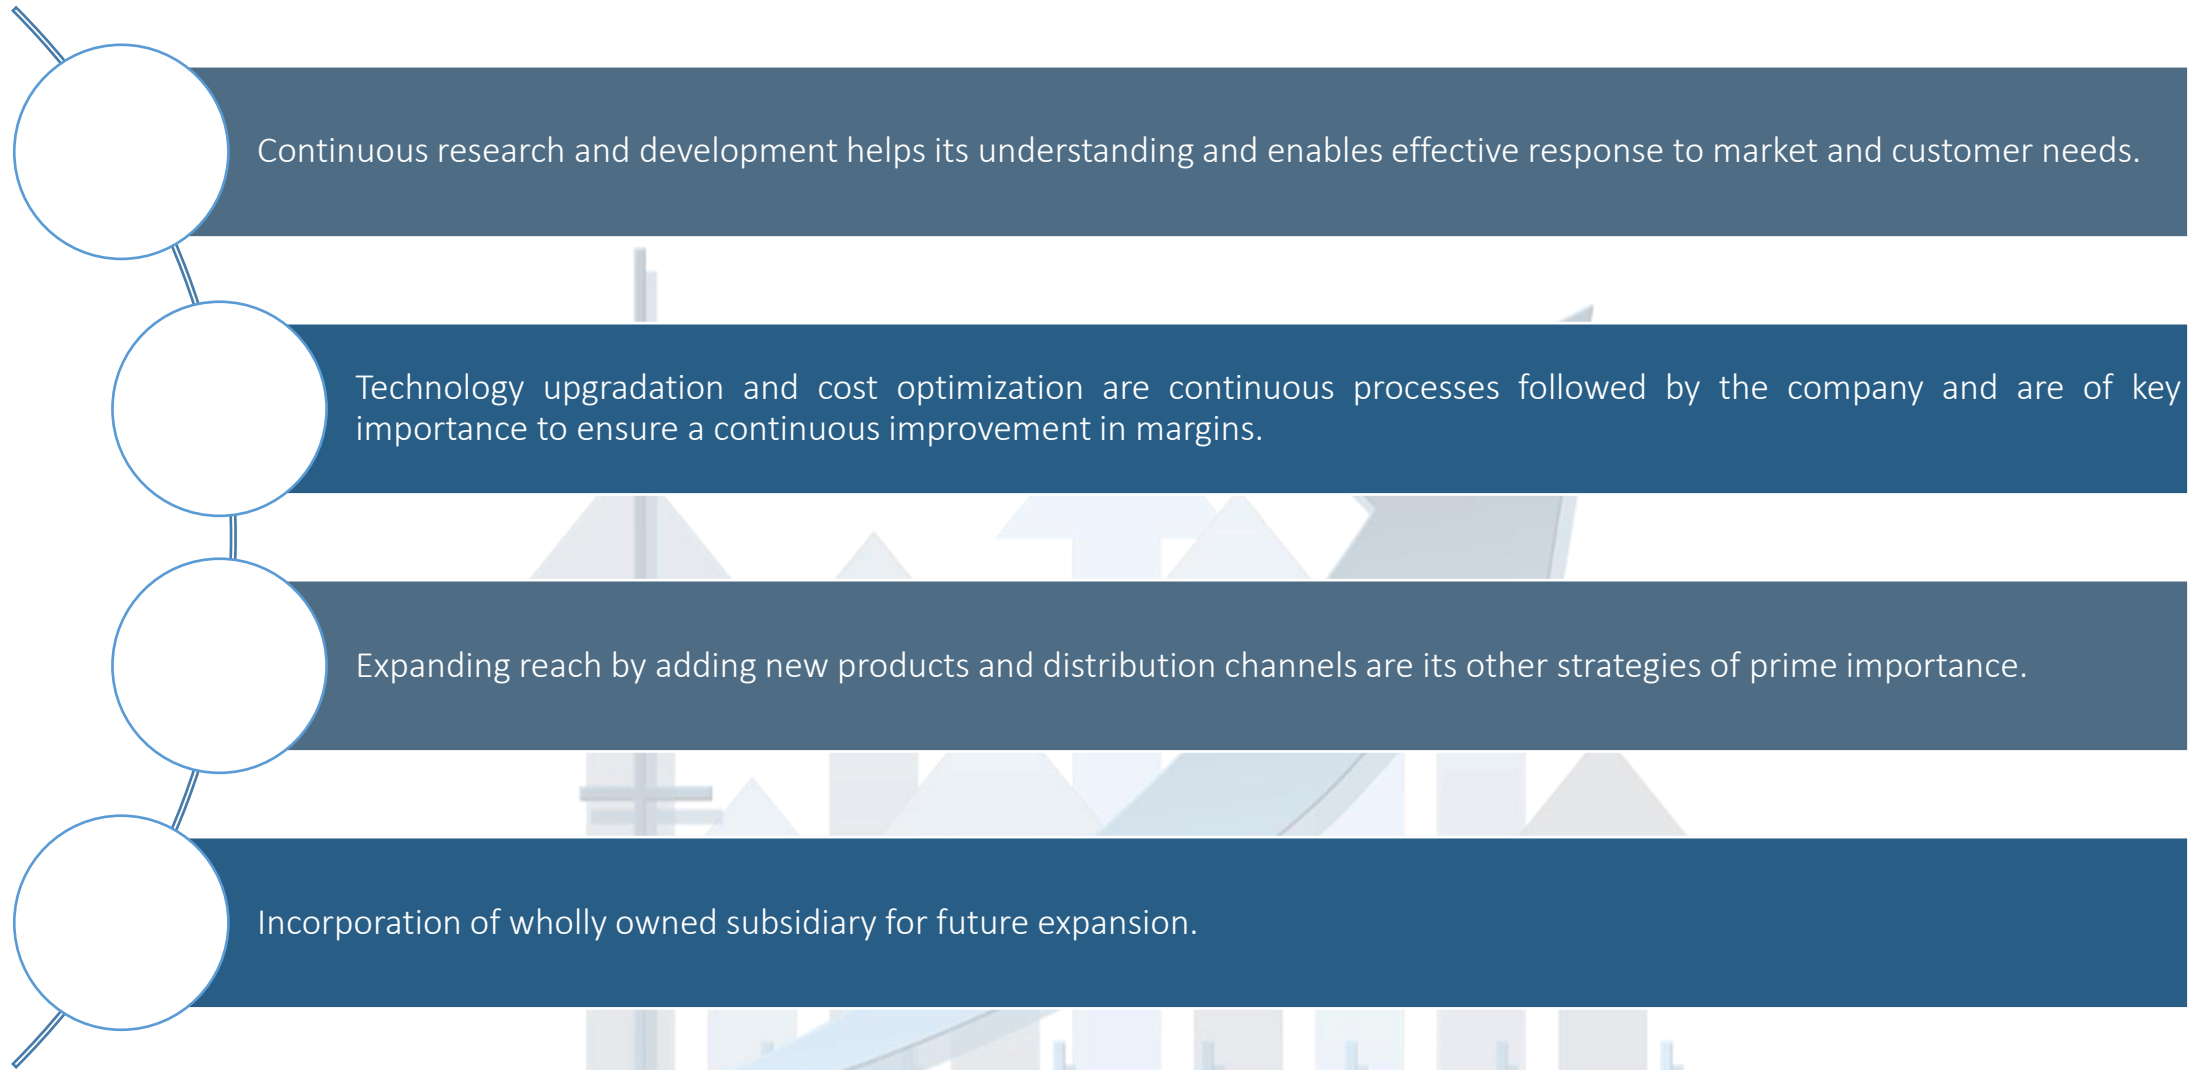 Continuous research and development helps its understanding and enables effective response to market and customer needs.
Technology upgradation and cost optimization are continuous processes followed by the company and are of key
importance to ensure a continuous improvement in margins.
Expanding reach by adding new products and distribution channels are its other strategies of prime importance.
Incorporation of wholly owned subsidiary for future expansion.